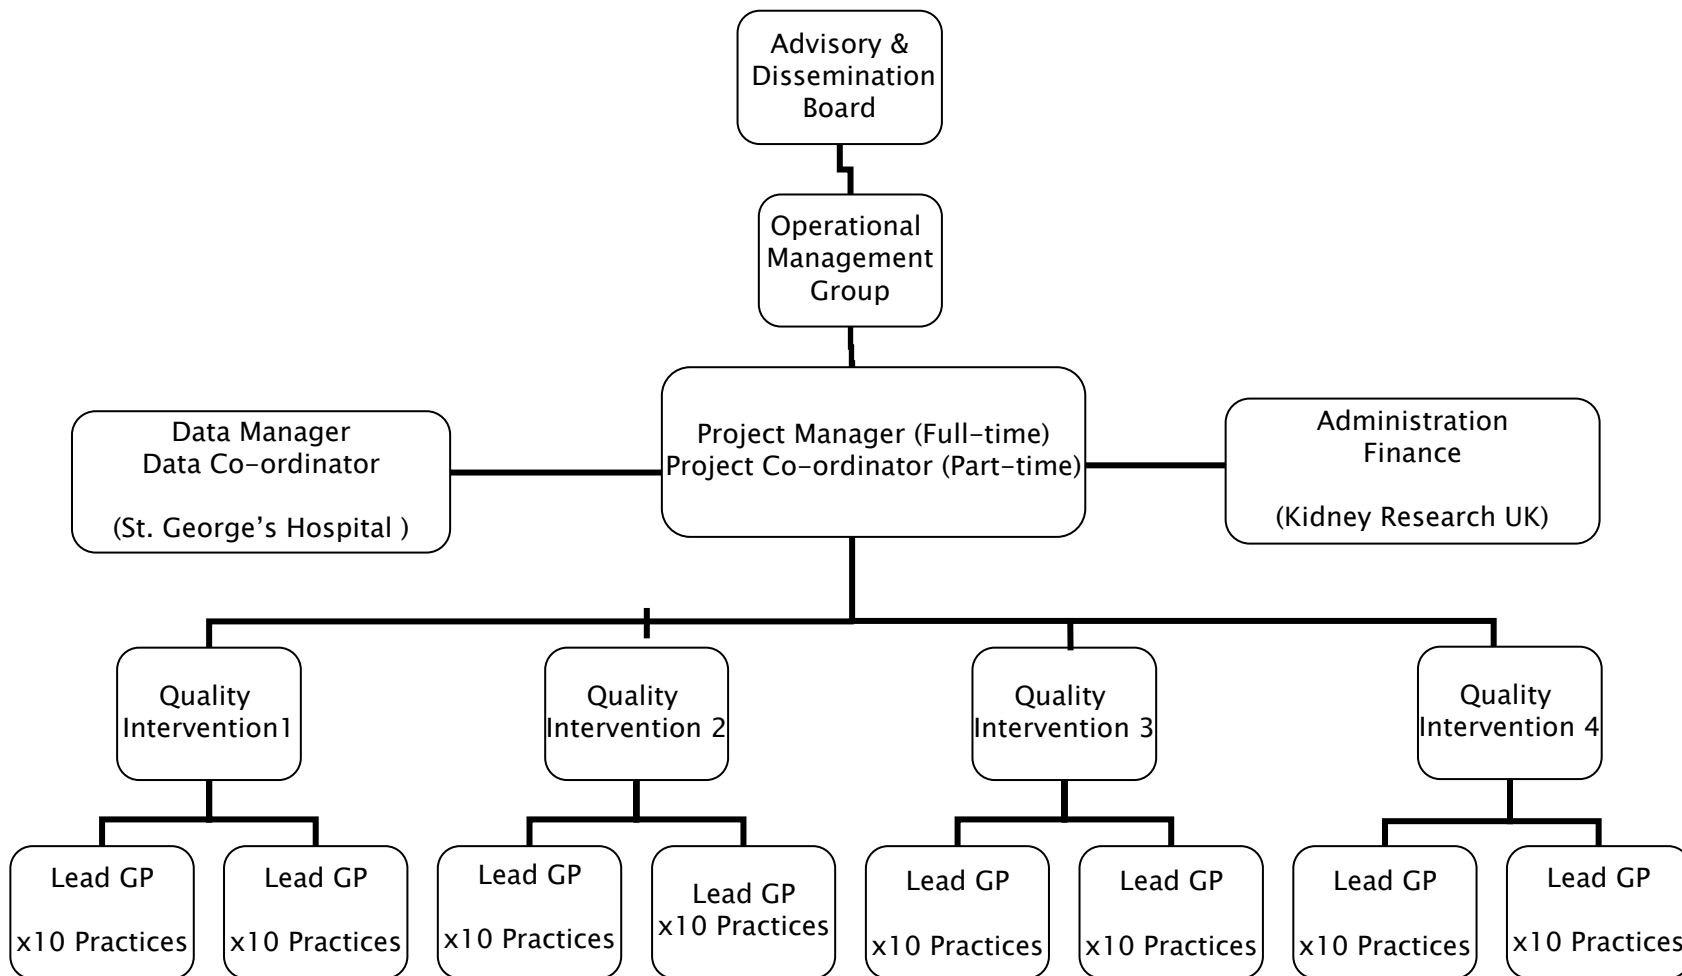 Advisory &
Dissemination
Board
Operational
Management
Group
Data Manager
Data Co-ordinator
(St. George's Hospital )
Project Manager (Full-time)
Project Co-ordinator (Part-time)
Administration
Finance
(Kidney Research UK)
Quality
Intervention1
Quality
Intervention 2
Quality
Intervention 3
Quality
Intervention 4
Lead GP
x10 Practices
Lead GP
x10 Practices
Lead GP
x10 Practices
Lead GP
x10 Practices
Lead GP
x10 Practices
Lead GP
x10 Practices
Lead GP
x10 Practices
Lead GP
x10 Practices